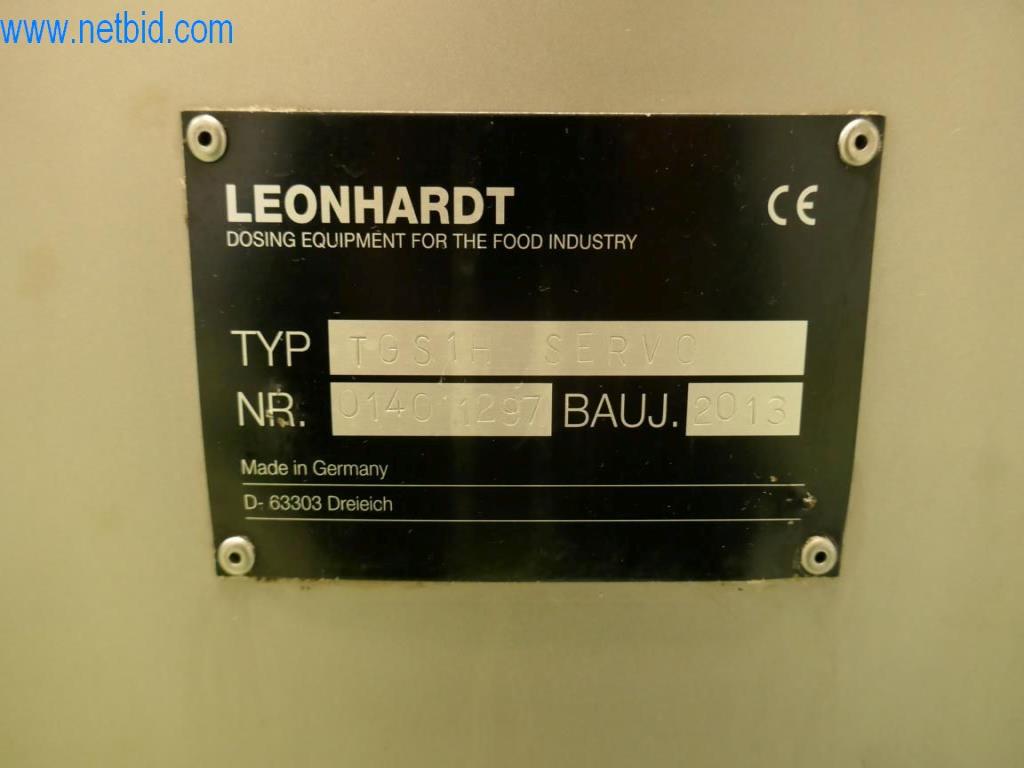 www.netbid.com
LEONHARDT CE
DOSING EQUIPMENT FOR THE FOOD INDUSTRY
TYP TGS1H SERVO
NR. 014011297 BAUJ. 2013
Made in Germany
D- 63303 Dreieich